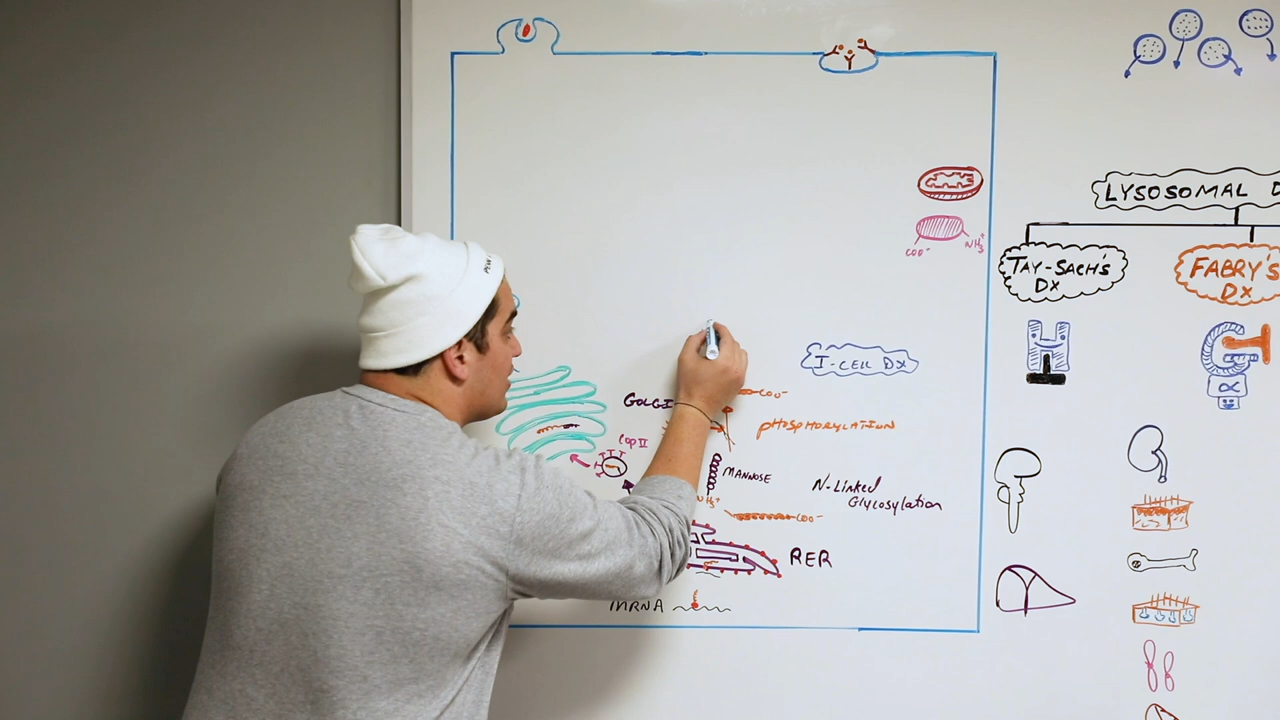 COO⁻
NH₃⁺
LYSOSOMAL D
TAY-SACH'S
DX
FABRY'S
DX
α
I-CELL DX
GOLGI
COO⁻
PHOSPHORYLATION
COP II
MANNOSE
N-Linked
Glycosylation
NH₃⁺
COO⁻
RER
mRNA